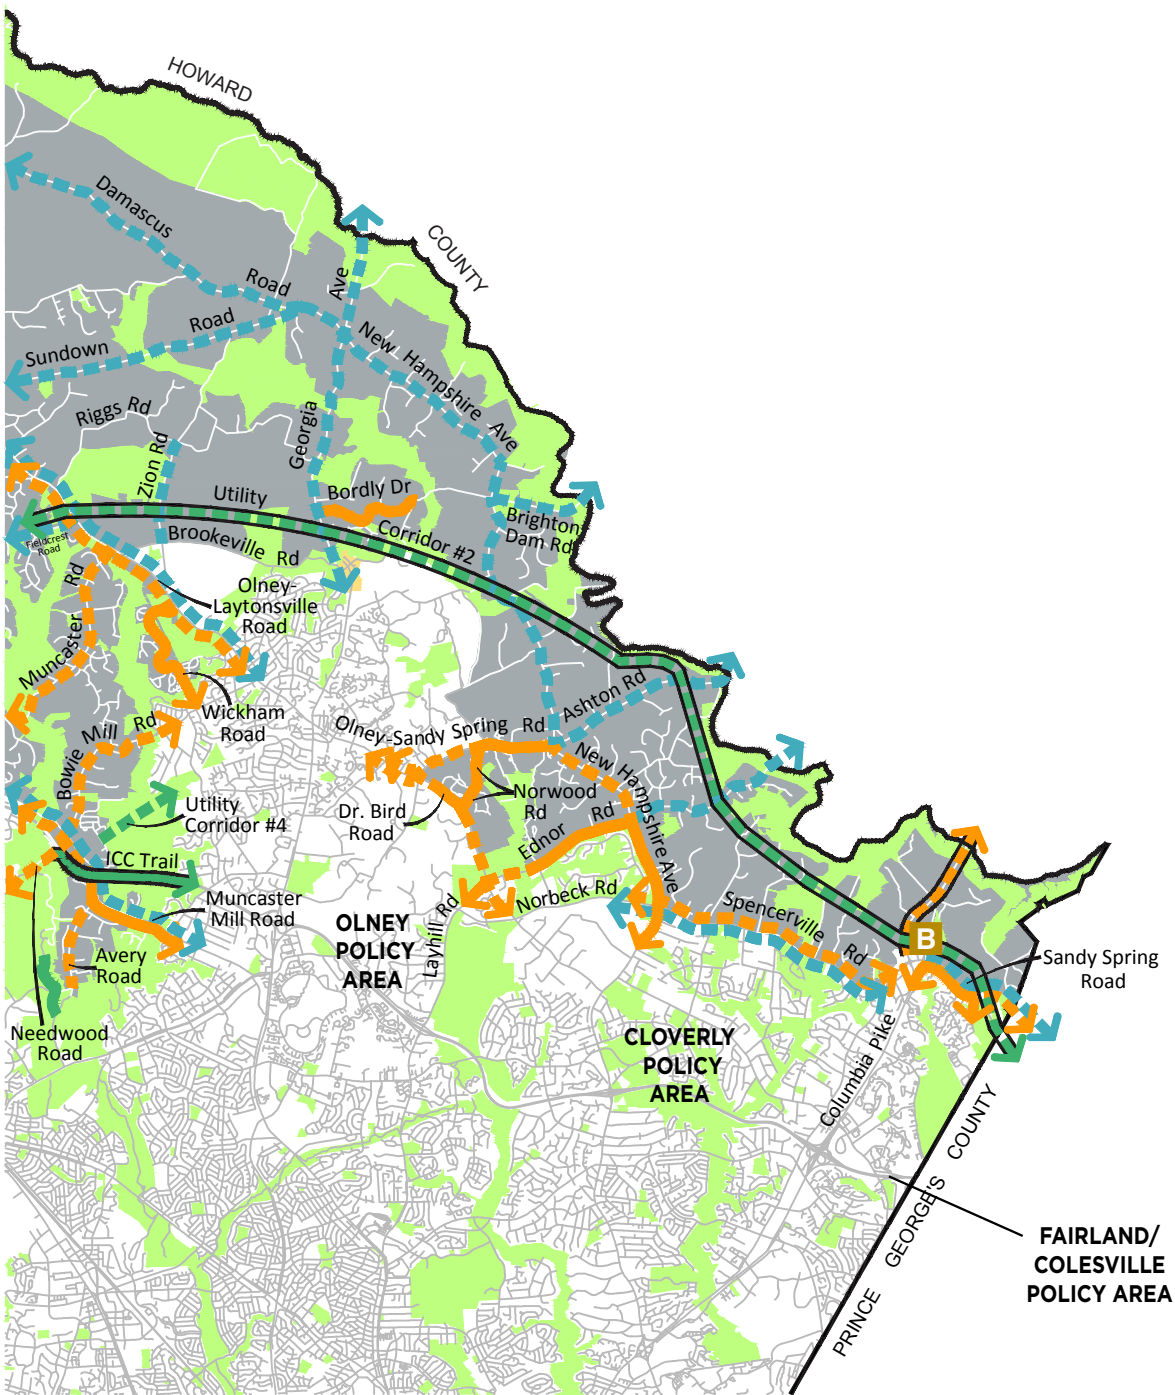 HOWARD
COUNTY
Damascus
Road
Ave
Road
Sundown
New Hampshire Ave
Riggs Rd
Georgia
Zion Rd
Bordly Dr
Utility
Corridor #2
Brighton
Dam Rd
Brookeville Rd
Fieldcrest
Road
Olney-
Laytonsville
Road
Muncaster Rd
Wickham
Road
Ashton Rd
Olney-Sandy Spring Rd
Bowie Mill Rd
New Hampshire Ave
Norwood
Rd
Utility
Corridor #4
Dr. Bird
Road
Ednor Rd
ICC Trail
Muncaster
Mill Road
Norbeck Rd
Layhill Rd
Spencerville Rd
OLNEY
POLICY
AREA
B
Avery
Road
Sandy Spring
Road
Needwood
Road
CLOVERLY
POLICY
AREA
Columbia Pike
PRINCE GEORGE'S COUNTY
FAIRLAND/
COLESVILLE
POLICY AREA